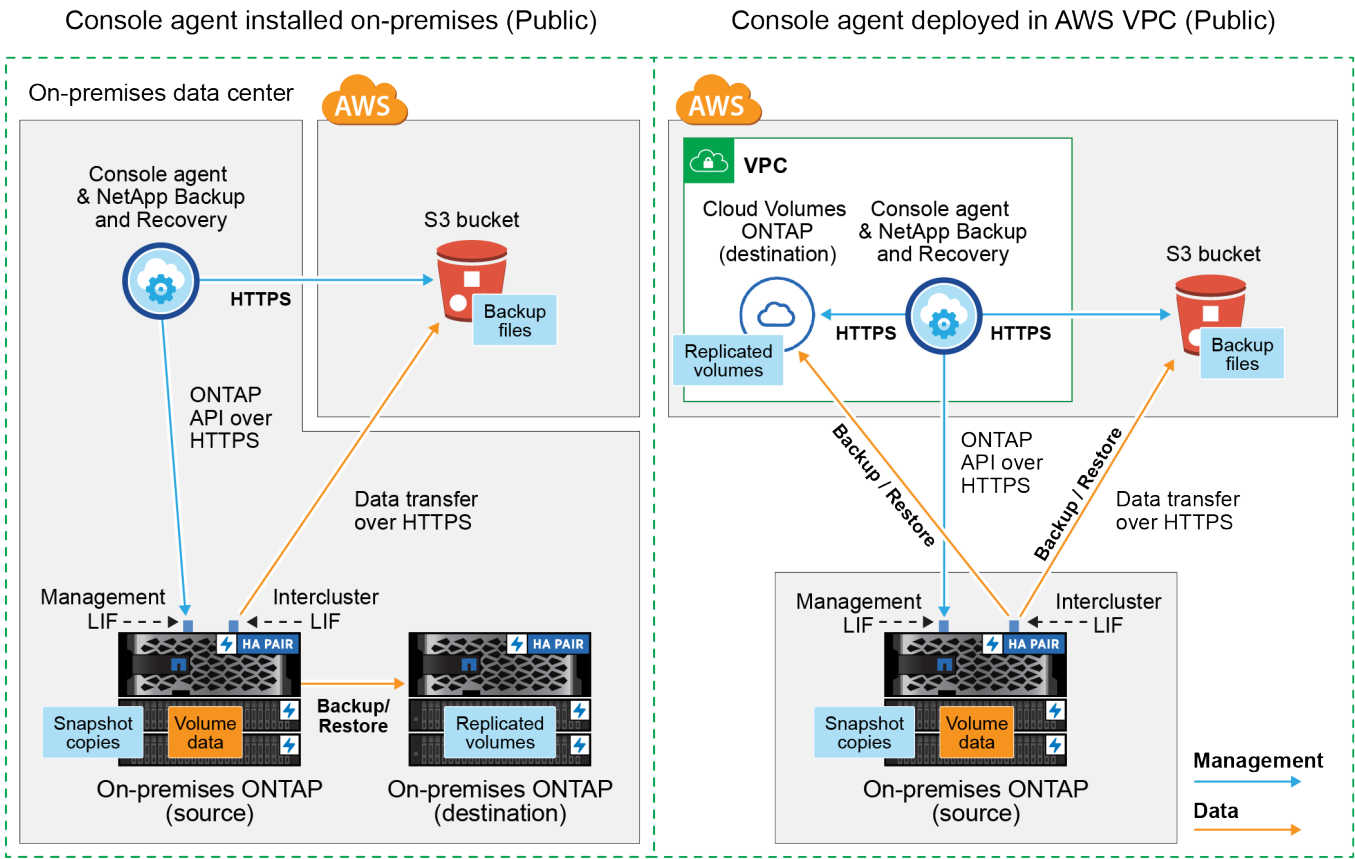 Console agent installed on-premises (Public)
On-premises data center
AWS
Console agent
& NetApp Backup
and Recovery
S3 bucket
HTTPS
Backup
files
ONTAP
API over
HTTPS
Data transfer
over HTTPS
Management
LIF
Intercluster
LIF
HA PAIR
HA PAIR
Snapshot
copies
Volume
data
Backup/
Restore
Replicated
volumes
On-premises ONTAP
(source)
On-premises ONTAP
(destination)
Console agent deployed in AWS VPC (Public)
AWS
VPC
Cloud Volumes
ONTAP
(destination)
Console agent
& NetApp Backup
and Recovery
S3 bucket
HTTPS
HTTPS
Replicated
volumes
Backup
files
Backup / Restore
ONTAP
API over
HTTPS
Backup / Restore
Data transfer
over HTTPS
Management
LIF
Intercluster
LIF
HA PAIR
Snapshot
copies
Volume
data
On-premises ONTAP
(source)
Management
Data